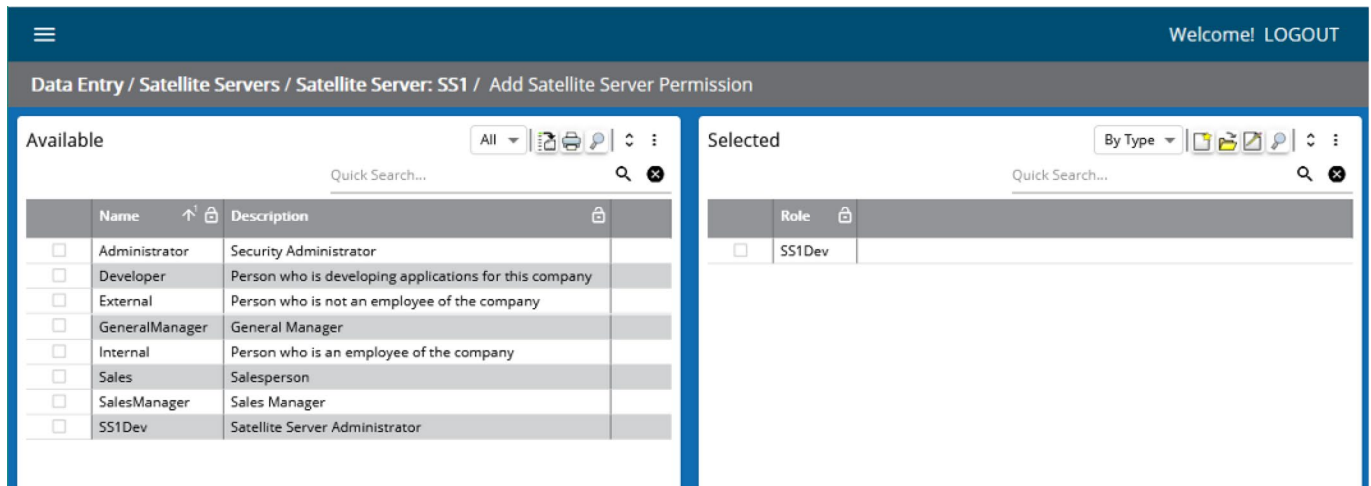 Welcome! LOGOUT
Data Entry / Satellite Servers / Satellite Server: SS1 / Add Satellite Server Permission
Available All
Quick Search...
Name 1 Description
Administrator Security Administrator
Developer Person who is developing applications for this company
External Person who is not an employee of the company
GeneralManager General Manager
Internal Person who is an employee of the company
Sales Salesperson
SalesManager Sales Manager
SS1Dev Satellite Server Administrator
Selected By Type
Quick Search...
Role
SS1Dev